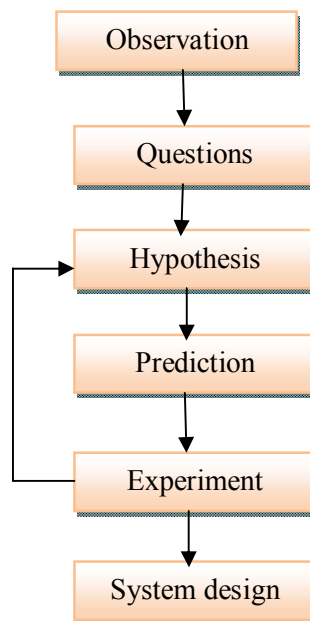 Observation
Questions
Hypothesis
Prediction
Experiment
System design